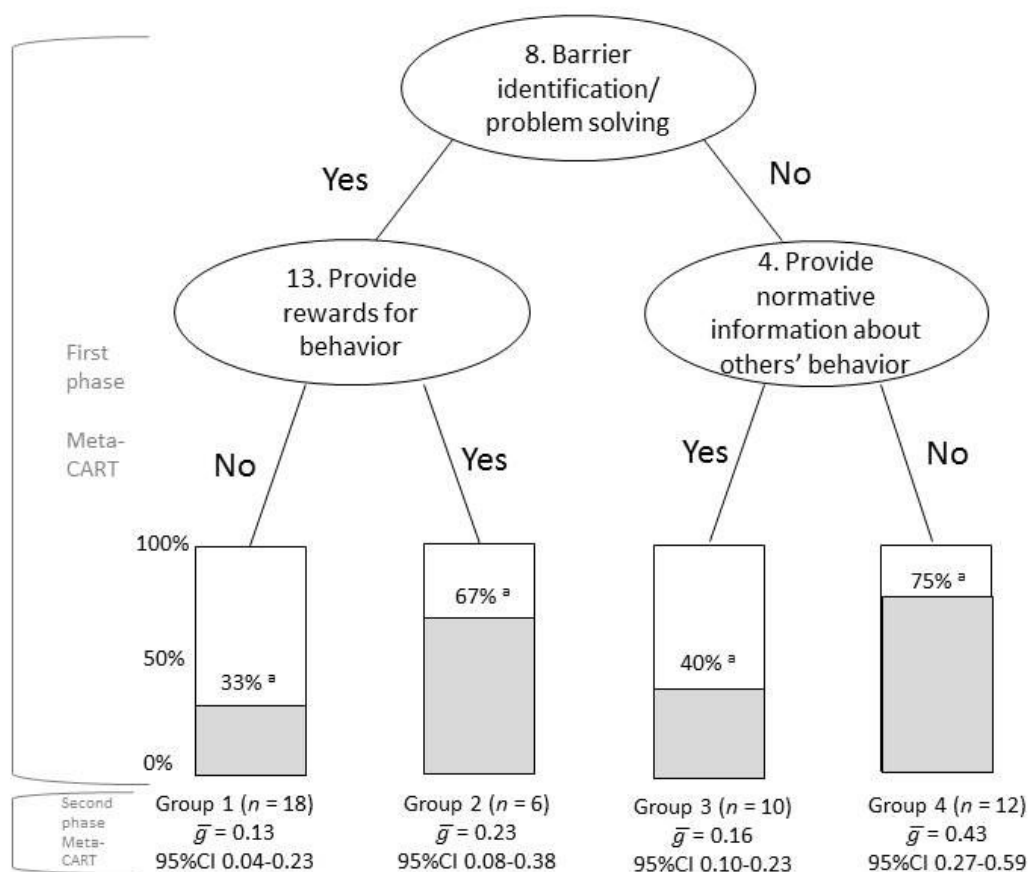 8. Barrier
identification/
problem solving
Yes
No
13. Provide
rewards for
behavior
4. Provide
normative
information about
others’ behavior
First
phase
Meta-
CART
No
Yes
Yes
No
100%
50%
0%
33% ª
67% ª
40% ª
75% ª
Second
phase
Meta-
CART
Group 1 (n = 18)
g̅ = 0.13
95%CI 0.04-0.23
Group 2 (n = 6)
g̅ = 0.23
95%CI 0.08-0.38
Group 3 (n = 10)
g̅ = 0.16
95%CI 0.10-0.23
Group 4 (n = 12)
g̅ = 0.43
95%CI 0.27-0.59